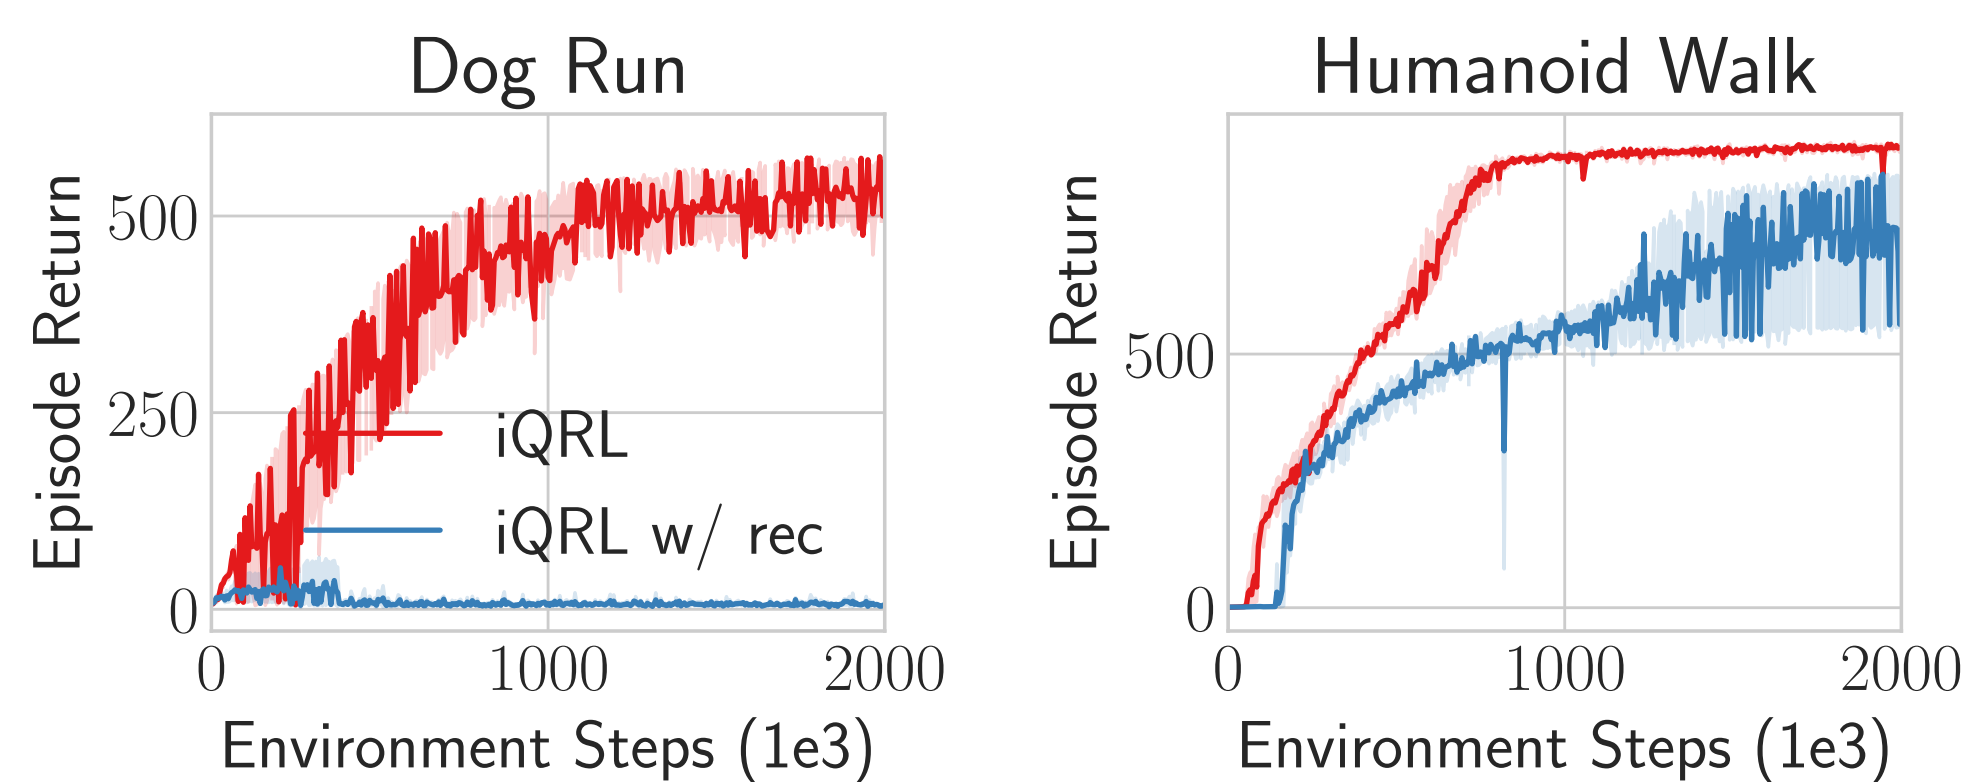 Dog Run
Episode Return
500
250
0
iQRL
iQRL w/ rec
0 1000 2000
Environment Steps (1e3)
Humanoid Walk
Episode Return
500
0
0 1000 2000
Environment Steps (1e3)